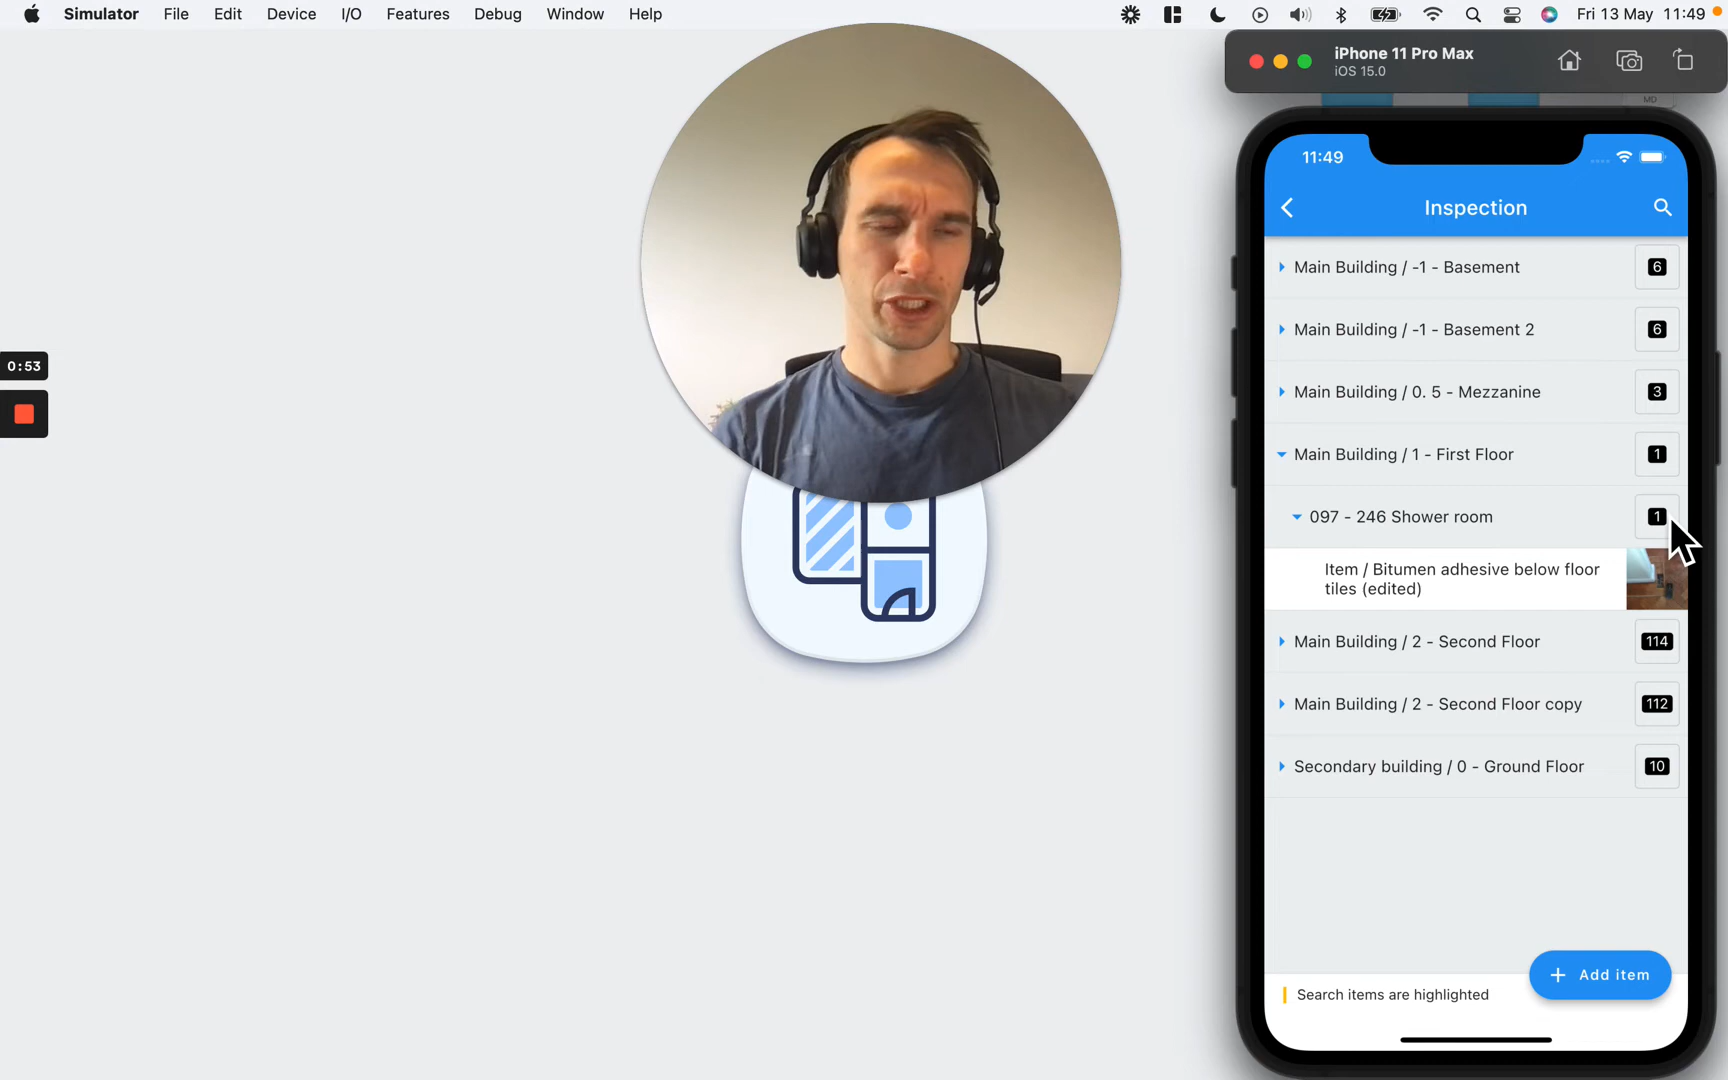 Simulator File Edit Device I/O Features Debug Window Help Fri 13 May 11:49
iPhone 11 Pro Max
iOS 15.0
MD
11:49
Inspection
Main Building / -1 - Basement 6
Main Building / -1 - Basement 2 6
0:53
Main Building / 0. 5 - Mezzanine 3
Main Building / 1 - First Floor 1
097 - 246 Shower room 1
Item / Bitumen adhesive below floor
tiles (edited)
Main Building / 2 - Second Floor 114
Main Building / 2 - Second Floor copy 112
Secondary building / 0 - Ground Floor 10
+ Add item
Search items are highlighted